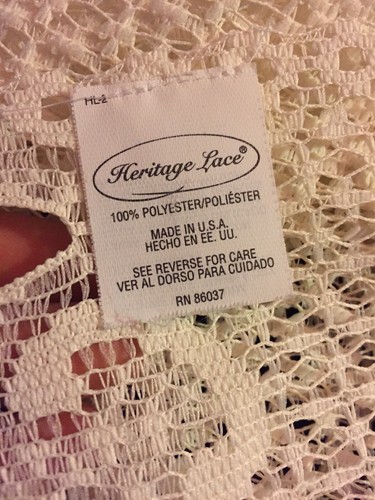 HL-2
Heritage Lace®
100% POLYESTER/POLIÉSTER
MADE IN U.S.A.
HECHO EN EE. UU.
SEE REVERSE FOR CARE
VER AL DORSO PARA CUIDADO
RN 86037